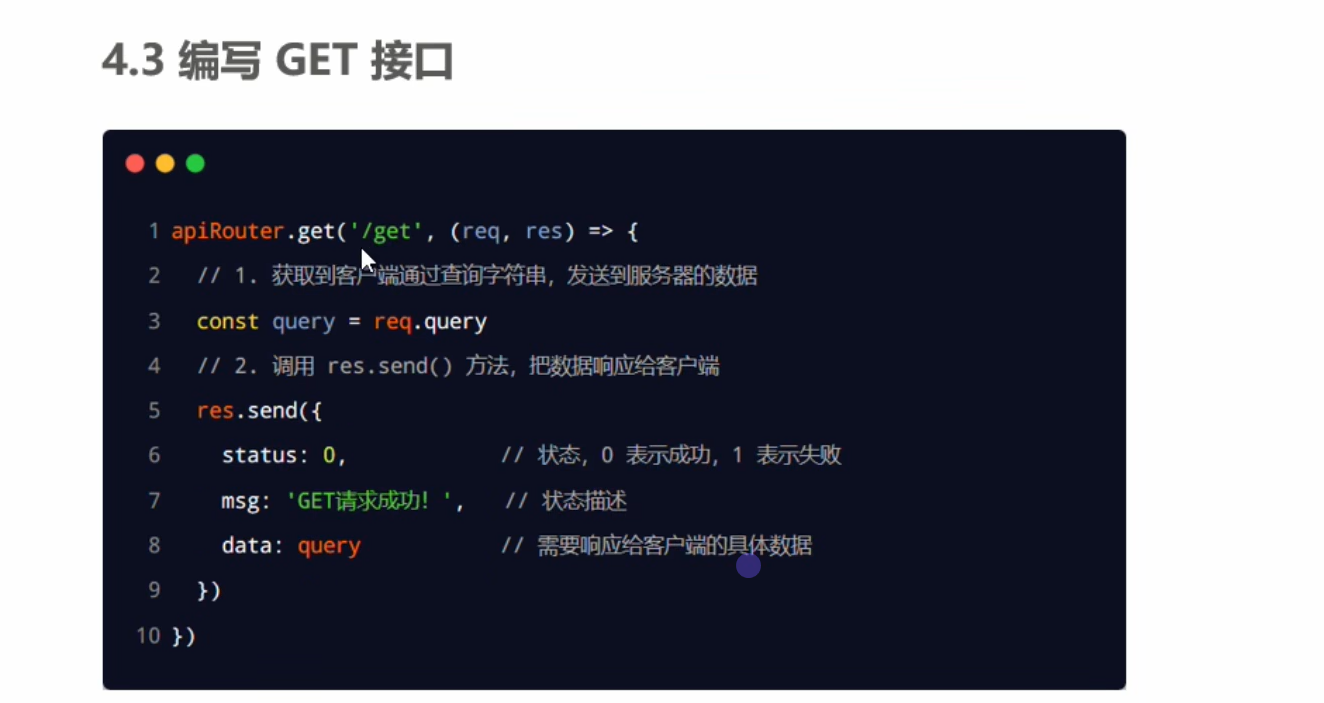 4.3 编写 GET 接口
1 apiRouter.get('/get', (req, res) => {
2 // 1. 获取到客户端通过查询字符串，发送到服务器的数据
3 const query = req.query
4 // 2. 调用 res.send() 方法，把数据响应给客户端
5 res.send({
6 status: 0, // 状态，0 表示成功，1 表示失败
7 msg: 'GET请求成功！', // 状态描述
8 data: query // 需要响应给客户端的具体数据
9 })
10 })